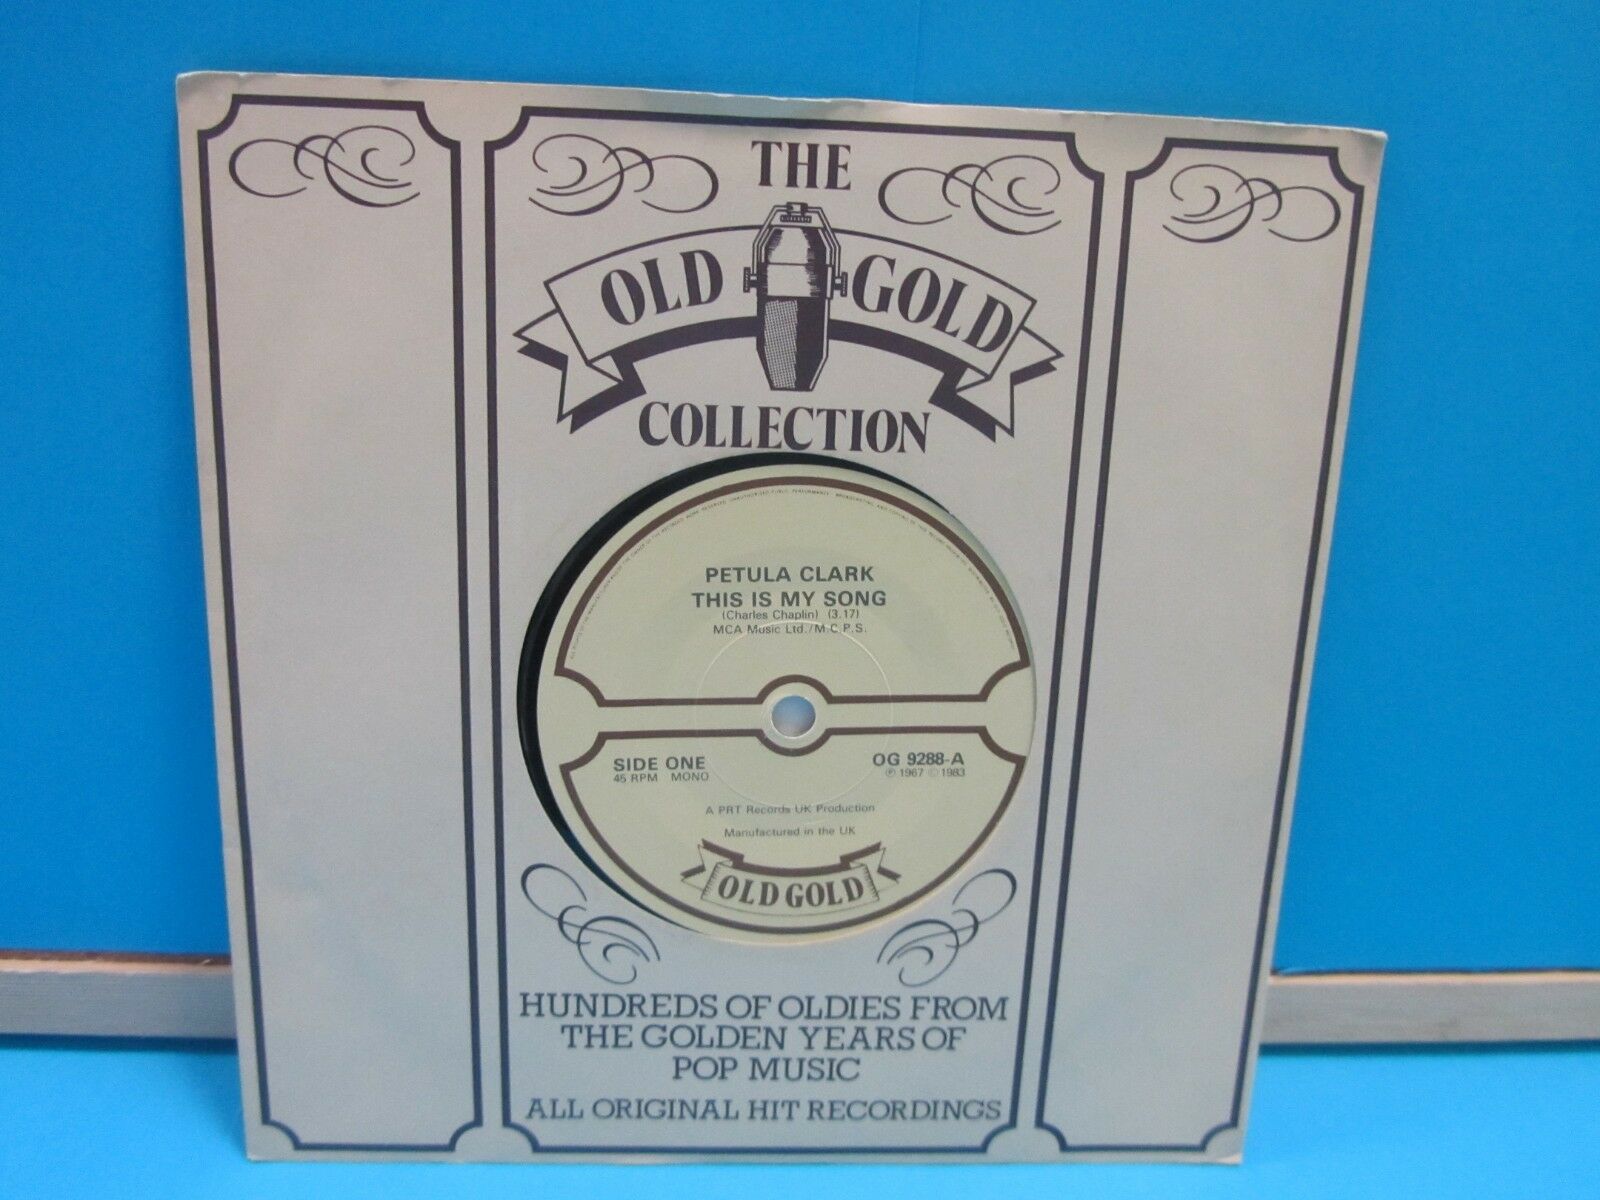 THE
OLD GOLD
COLLECTION
PETULA CLARK
THIS IS MY SONG
(Charles Chaplin) (3.17)
MCA Music Ltd./M.C.P.S.
SIDE ONE
45 RPM MONO
OG 9288-A
℗ 1967 © 1983
A PRT Records UK Production
Manufactured in the UK
OLD GOLD
HUNDREDS OF OLDIES FROM
THE GOLDEN YEARS OF
POP MUSIC
ALL ORIGINAL HIT RECORDINGS